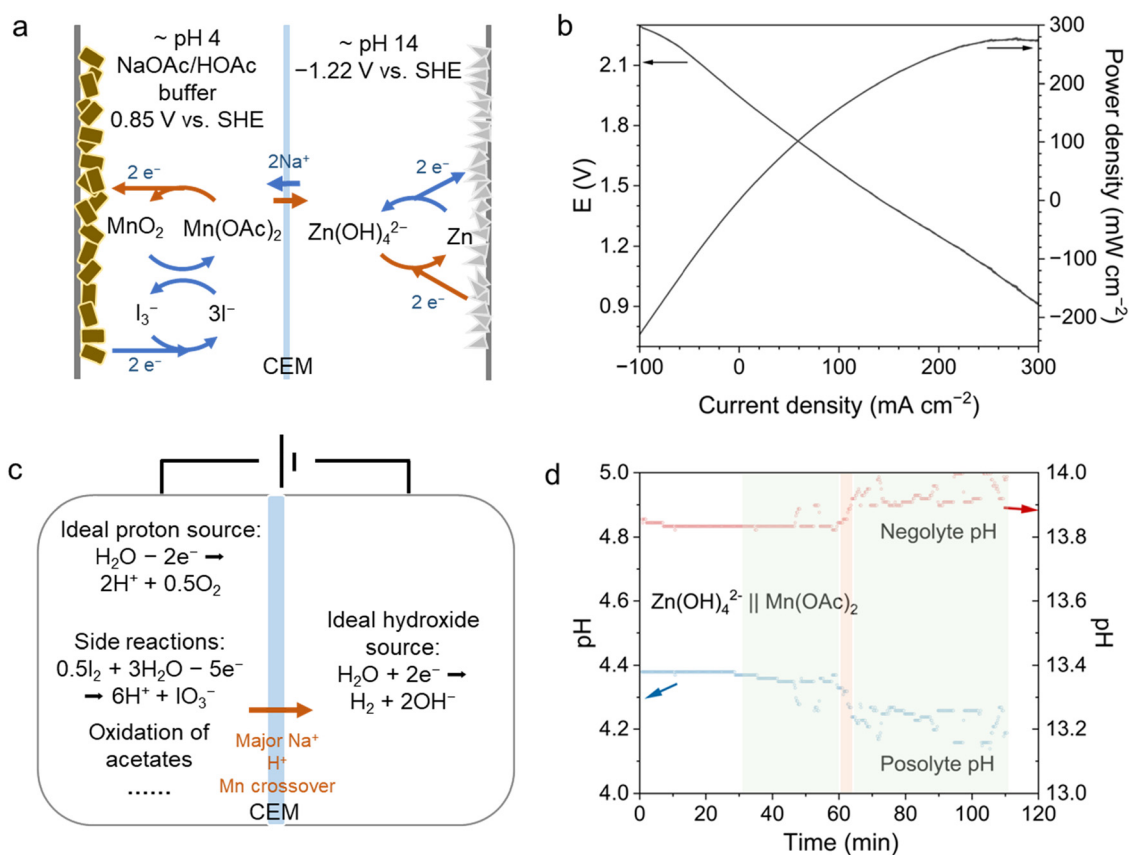 a
~ pH 4
NaOAc/HOAc
buffer
0.85 V vs. SHE
~ pH 14
−1.22 V vs. SHE
2 e⁻
2Na⁺
2 e⁻
MnO₂
Mn(OAc)₂
Zn(OH)₄²⁻
Zn
I₃⁻
3I⁻
2 e⁻
2 e⁻
CEM
b
E (V)
2.1
1.8
1.5
1.2
0.9
300
200
100
0
−100
−200
Power density (mW cm⁻²)
−100
0
100
200
300
Current density (mA cm⁻²)
c
Ideal proton source:
H₂O − 2e⁻ ➞
2H⁺ + 0.5O₂
Side reactions:
0.5I₂ + 3H₂O − 5e⁻
➞ 6H⁺ + IO₃⁻
Oxidation of
acetates
......
Ideal hydroxide
source:
H₂O + 2e⁻ ➞
H₂ + 2OH⁻
Major Na⁺
H⁺
Mn crossover
CEM
d
pH
5.0
4.8
4.6
4.4
4.2
4.0
14.0
13.8
13.6
13.4
13.2
13.0
pH
Negolyte pH
Zn(OH)₄²⁻ || Mn(OAc)₂
Posolyte pH
0
20
40
60
80
100
120
Time (min)